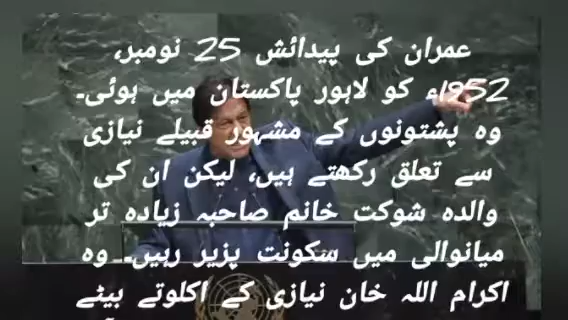 عمران کی پیدائش 25 نومبر،
1952ء کو لاہور پاکستان میں ہوئی۔
وہ پشتونوں کے مشہور قبیلے نیازی
سے تعلق رکھتے ہیں، لیکن ان کی
والدہ شوکت خانم صاحبہ زیادہ تر
میانوالی میں سکونت پزیر رہیں۔ وہ
اکرام اللہ خان نیازی کے اکلوتے بیٹے